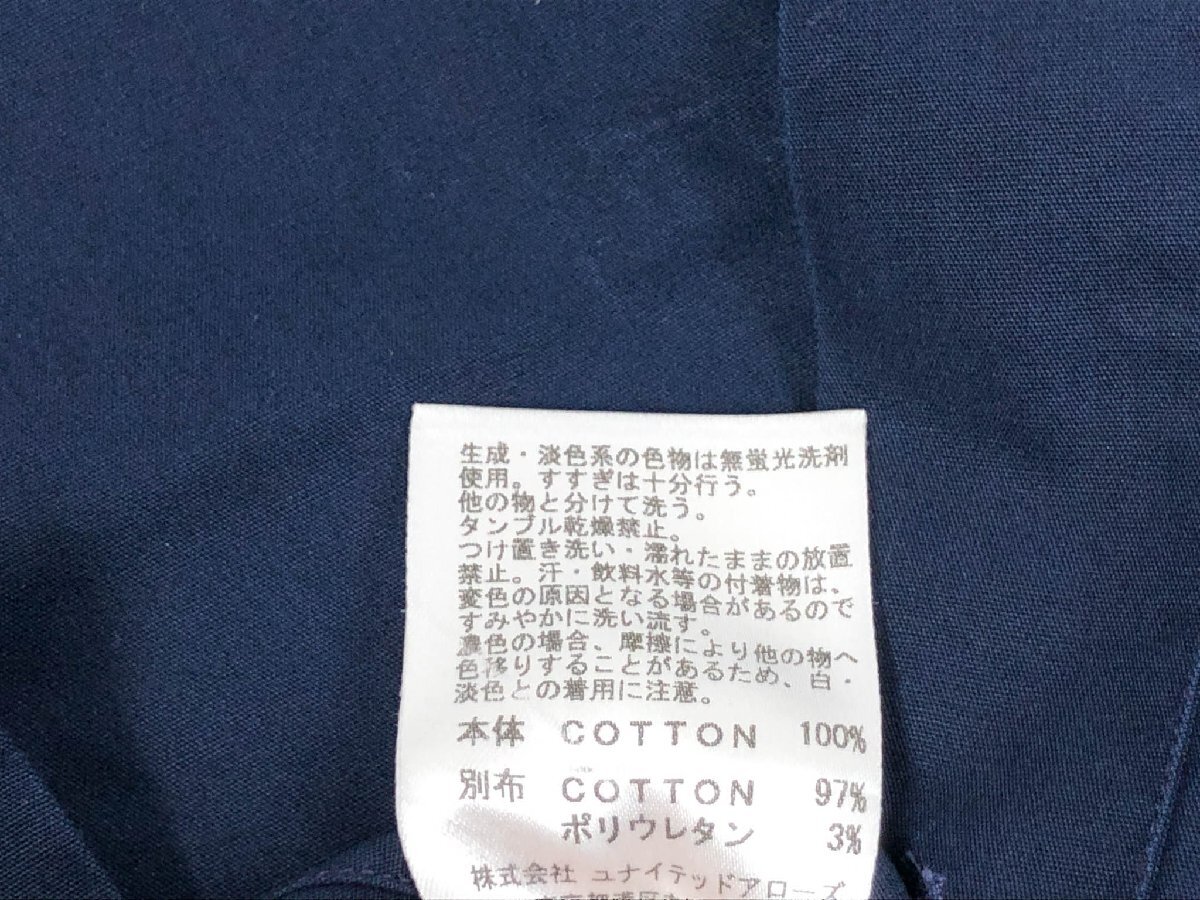 生成・淡色系の色物は無蛍光洗剤
使用。すすぎは十分行う。
他の物と分けて洗う。
タンブル乾燥禁止。
つけ置き洗い・濡れたままの放置
禁止。汗・飲料水等の付着物は、
変色の原因となる場合があるので
すみやかに洗い流す。
濃色の場合、摩擦により他の物へ
色移りすることがあるため、白・
淡色との着用に注意。
本体 COTTON 100%
別布 COTTON 97%
ポリウレタン 3%
株式会社 ユナイテッドアローズ